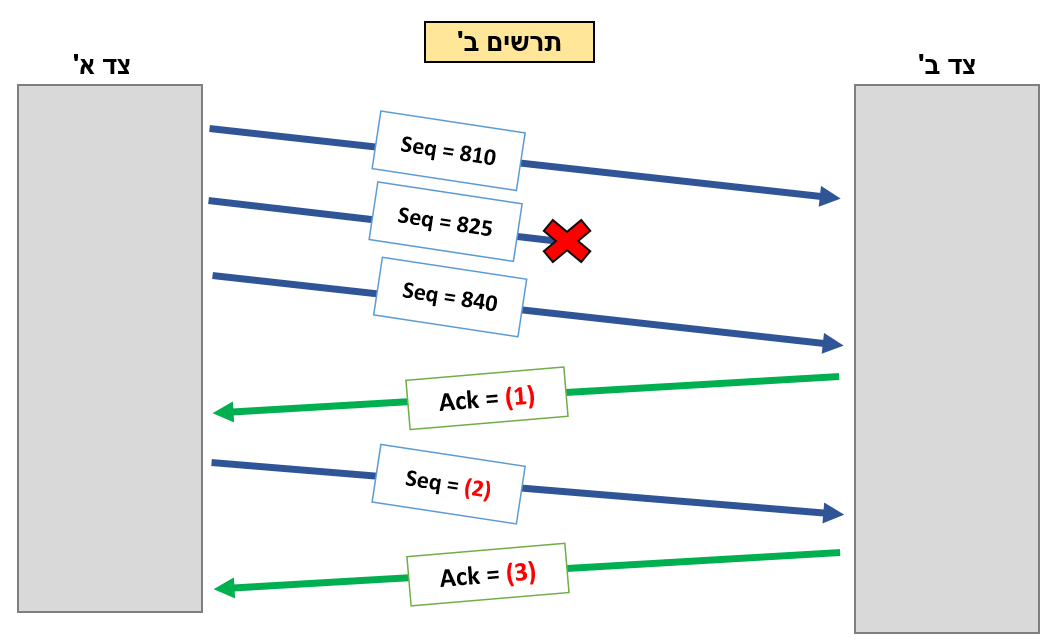 תרשים ב'
צד א'
צד ב'
Seq = 810
Seq = 825
Seq = 840
Ack = (1)
Seq = (2)
Ack = (3)